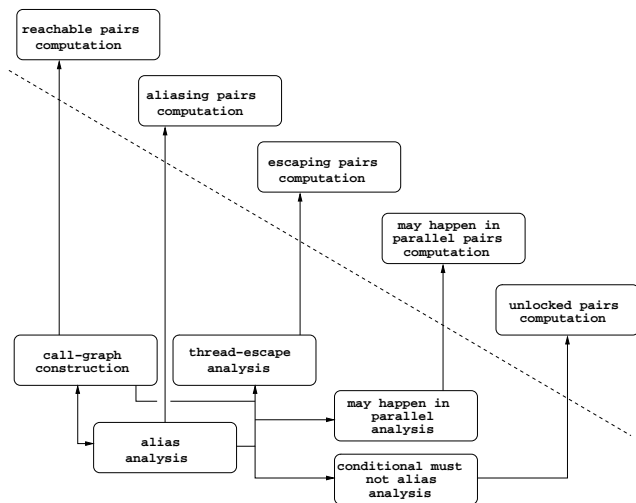 reachable pairs
computation
aliasing pairs
computation
escaping pairs
computation
may happen in
parallel pairs
computation
unlocked pairs
computation
call-graph
construction
thread-escape
analysis
may happen in
parallel
analysis
alias
analysis
conditional must
not alias
analysis